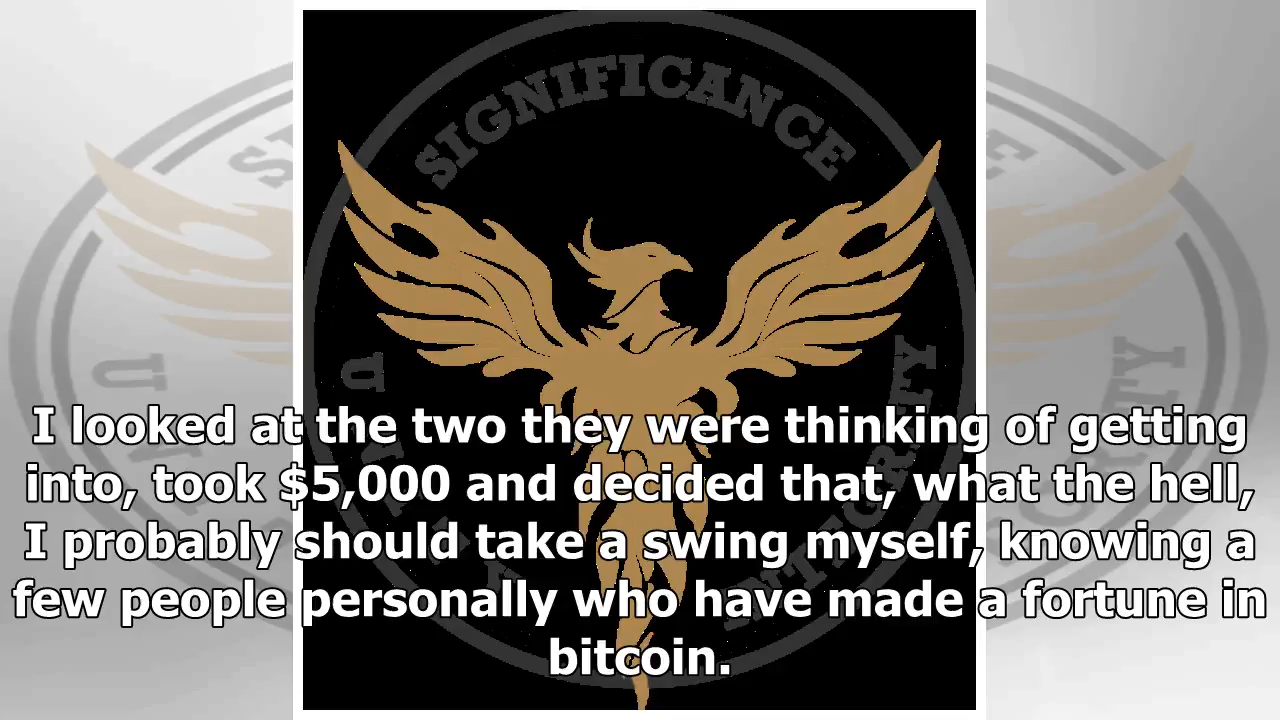 SIGNIFICANCE
INTEGRITY
I looked at the two they were thinking of getting
into, took $5,000 and decided that, what the hell,
I probably should take a swing myself, knowing a
few people personally who have made a fortune in
bitcoin.